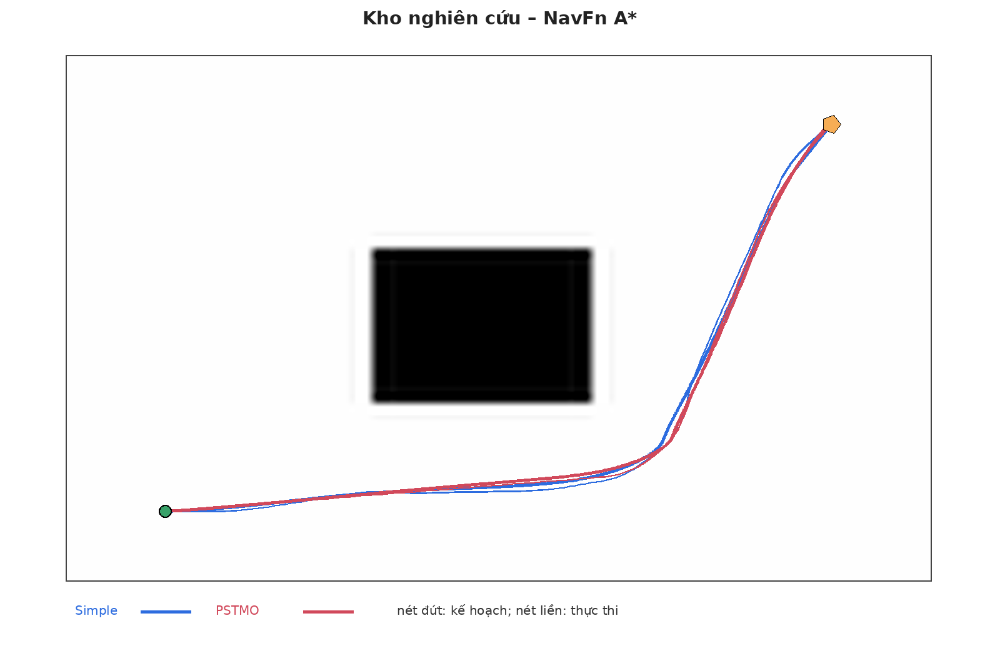 Kho nghiên cứu – NavFn A*
Simple PSTMO nét đứt: kế hoạch; nét liền: thực thi